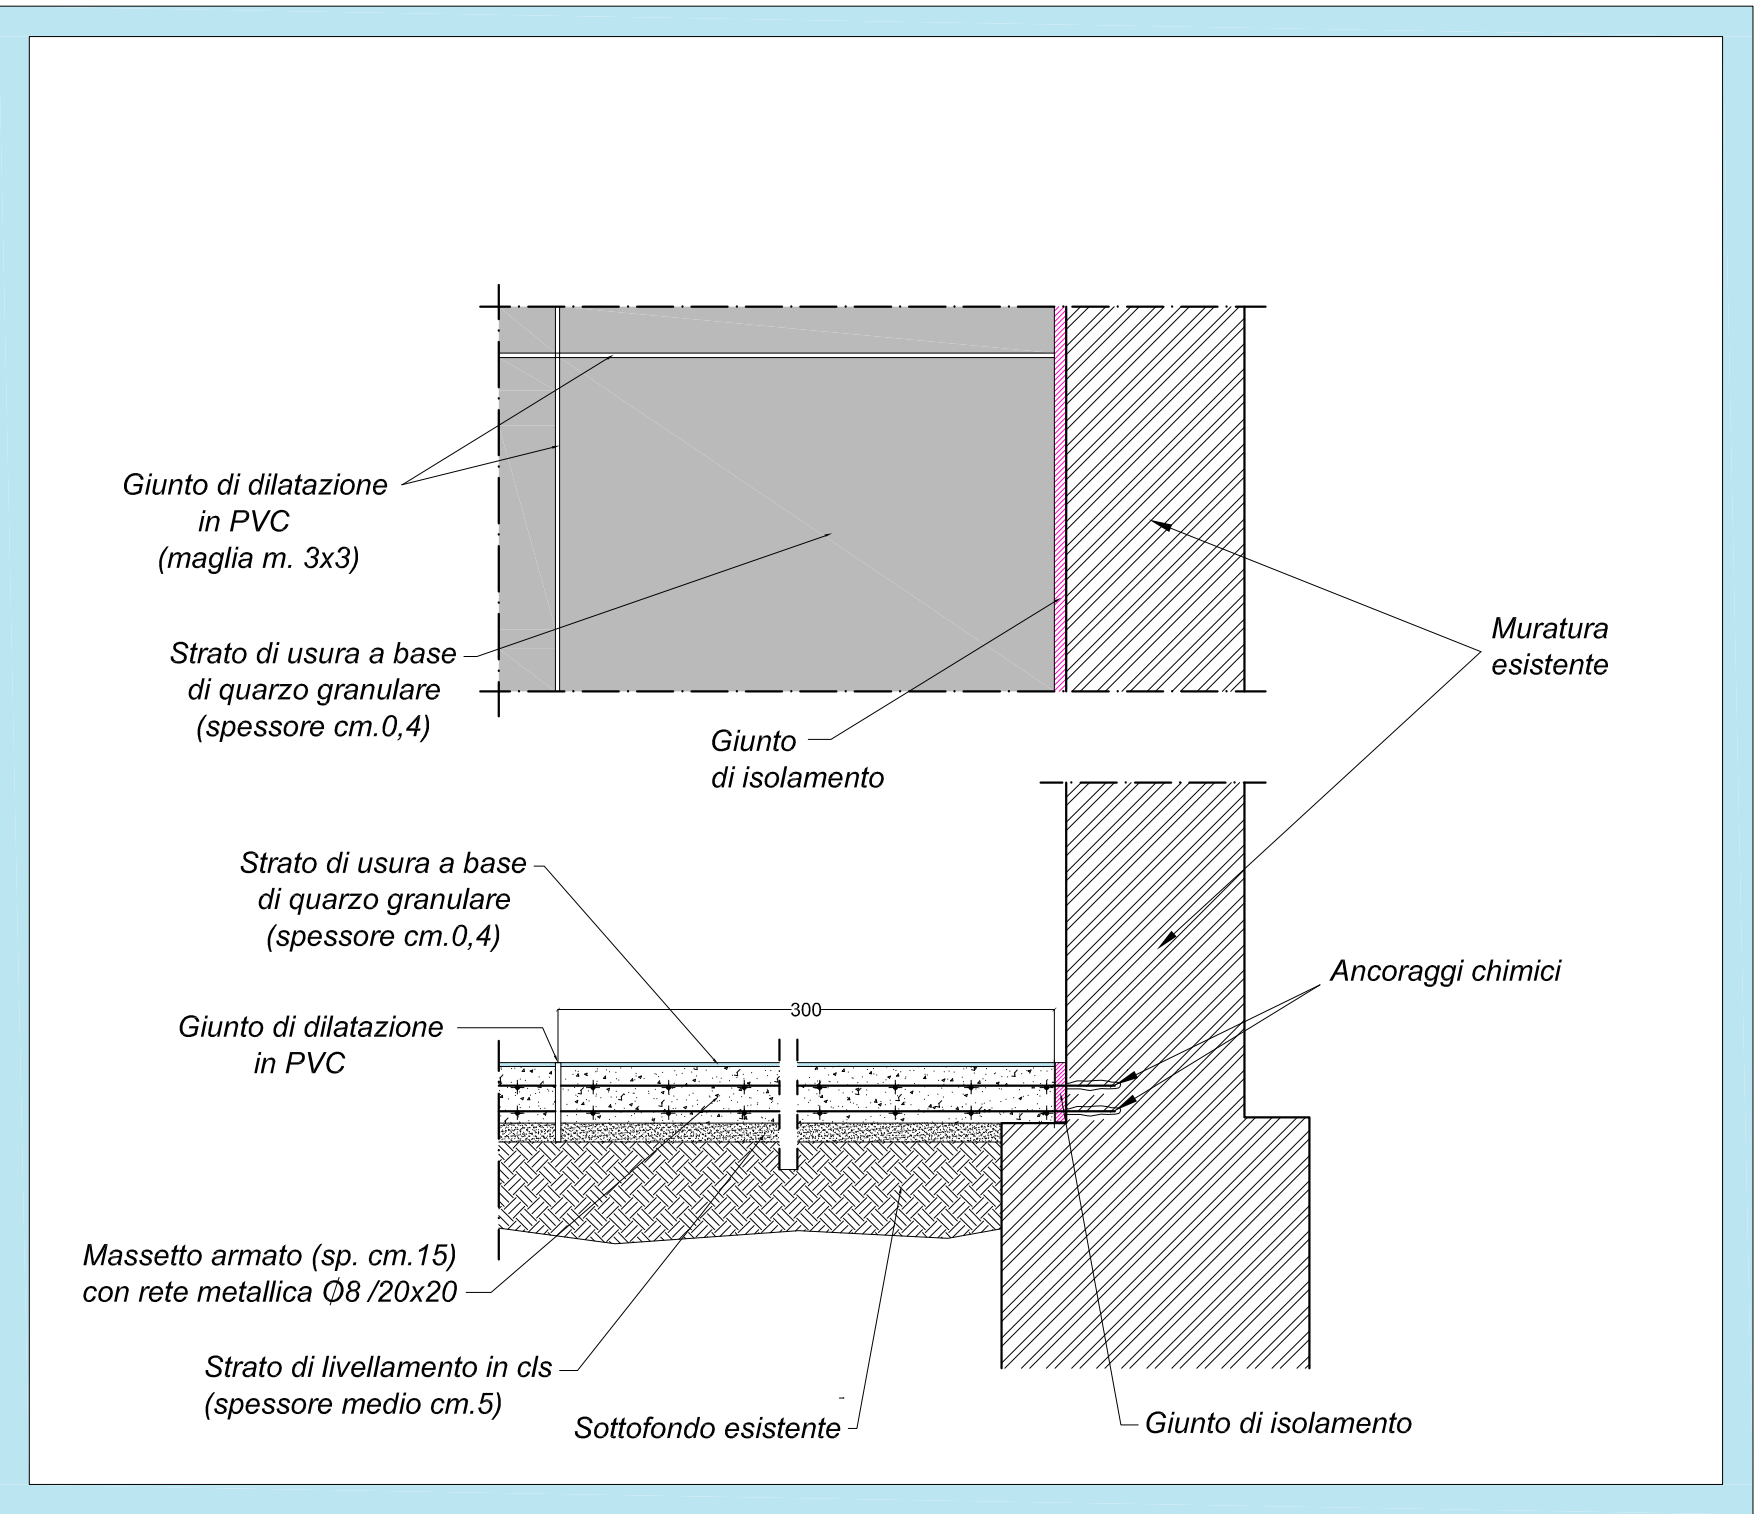 Giunto di dilatazione
in PVC
(maglia m. 3x3)
Strato di usura a base
di quarzo granulare
(spessore cm.0,4)
Giunto
di isolamento
Muratura
esistente
Strato di usura a base
di quarzo granulare
(spessore cm.0,4)
Ancoraggi chimici
300
Giunto di dilatazione
in PVC
Massetto armato (sp. cm.15)
con rete metallica Ø8 /20x20
Strato di livellamento in cls
(spessore medio cm.5)
Sottofondo esistente
Giunto di isolamento